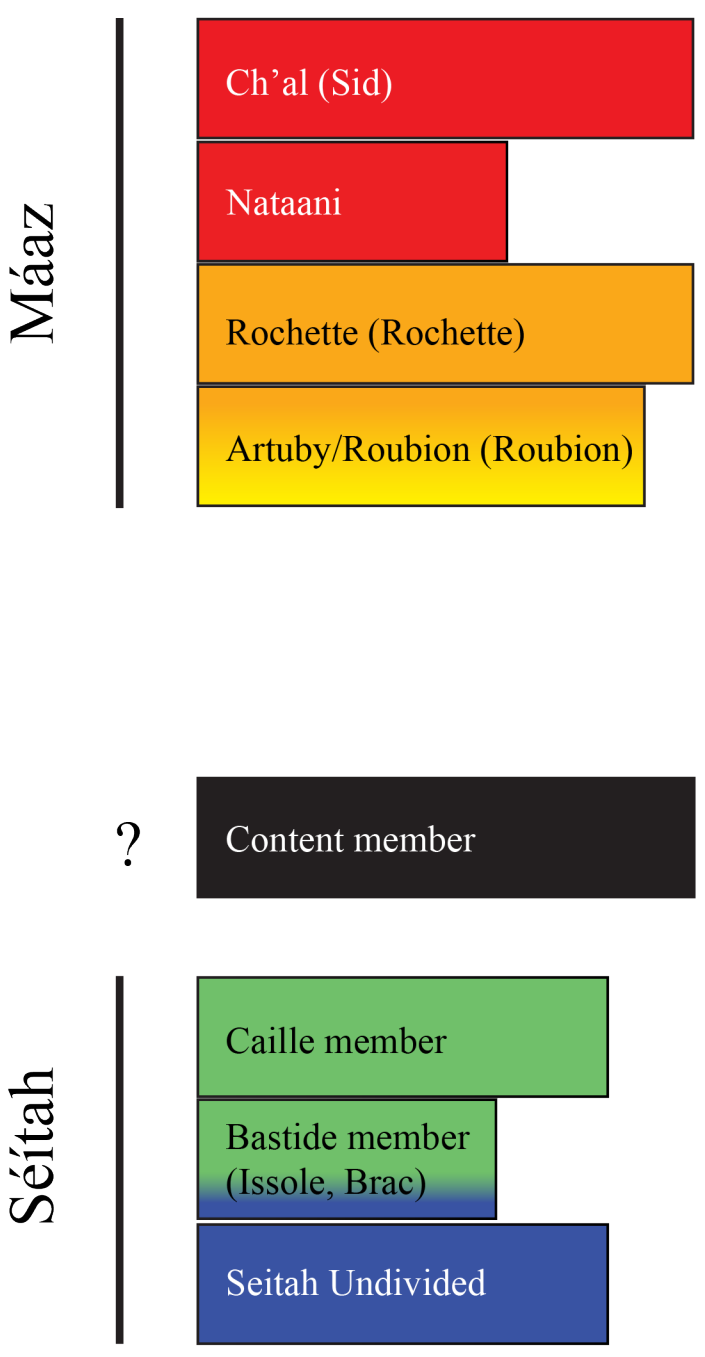 Máaz
Ch’al (Sid)
Nataani
Rochette (Rochette)
Artuby/Roubion (Roubion)
?
Content member
Séítah
Caille member
Bastide member
(Issole, Brac)
Seitah Undivided